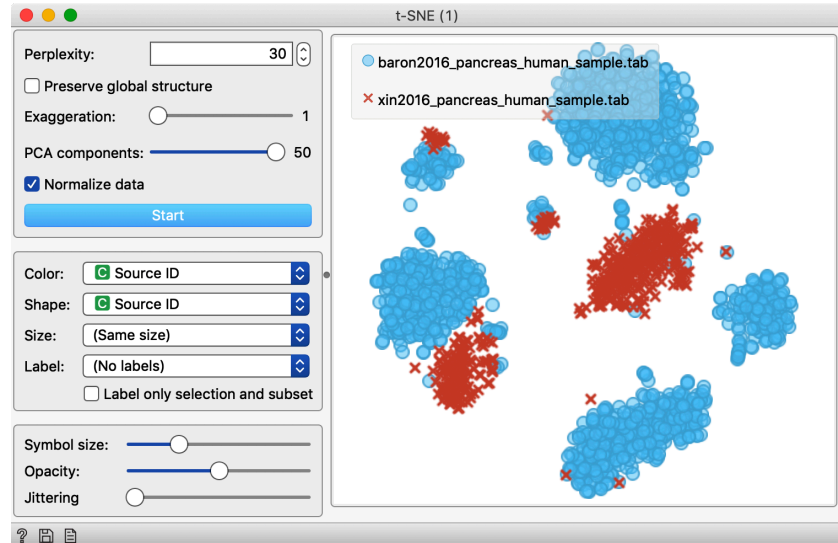 t-SNE (1)
Perplexity: 30
Preserve global structure
Exaggeration: 1
PCA components: 50
Normalize data
Start
Color: C Source ID
Shape: C Source ID
Size: (Same size)
Label: (No labels)
Label only selection and subset
Symbol size:
Opacity:
Jittering
?
baron2016_pancreas_human_sample.tab
xin2016_pancreas_human_sample.tab